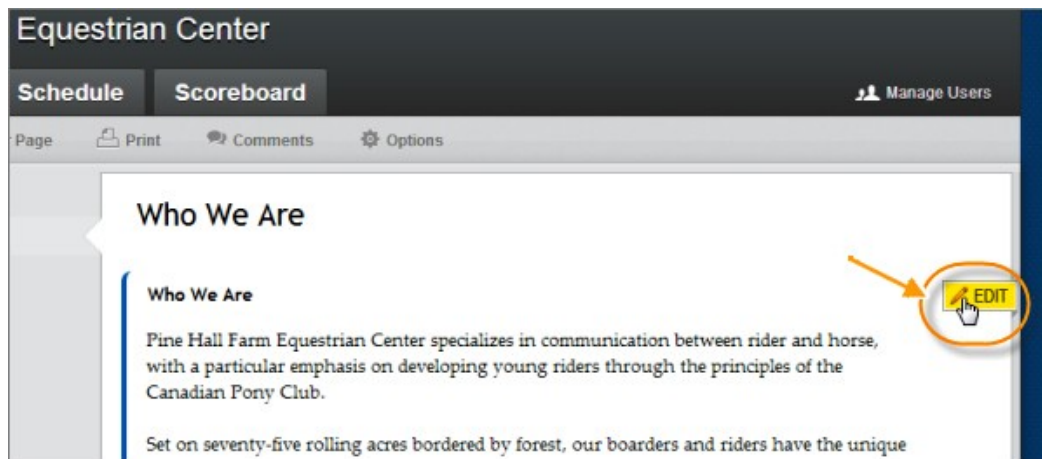 Equestrian Center
Schedule Scoreboard Manage Users
Page Print Comments Options
Who We Are
Who We Are
EDIT
Pine Hall Farm Equestrian Center specializes in communication between rider and horse,
with a particular emphasis on developing young riders through the principles of the
Canadian Pony Club.
Set on seventy-five rolling acres bordered by forest, our boarders and riders have the unique